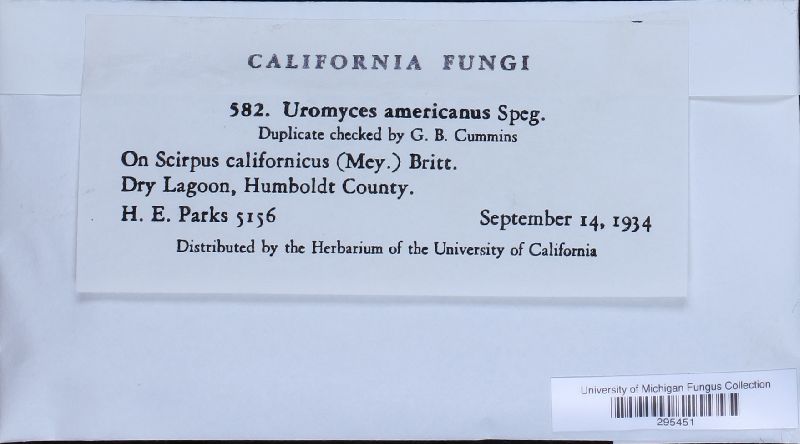 CALIFORNIA FUNGI
582. Uromyces americanus Speg.
Duplicate checked by G. B. Cummins
On Scirpus californicus (Mey.) Britt.
Dry Lagoon, Humboldt County.
H. E. Parks 5156 September 14, 1934
Distributed by the Herbarium of the University of California
University of Michigan Fungus Collection
295451